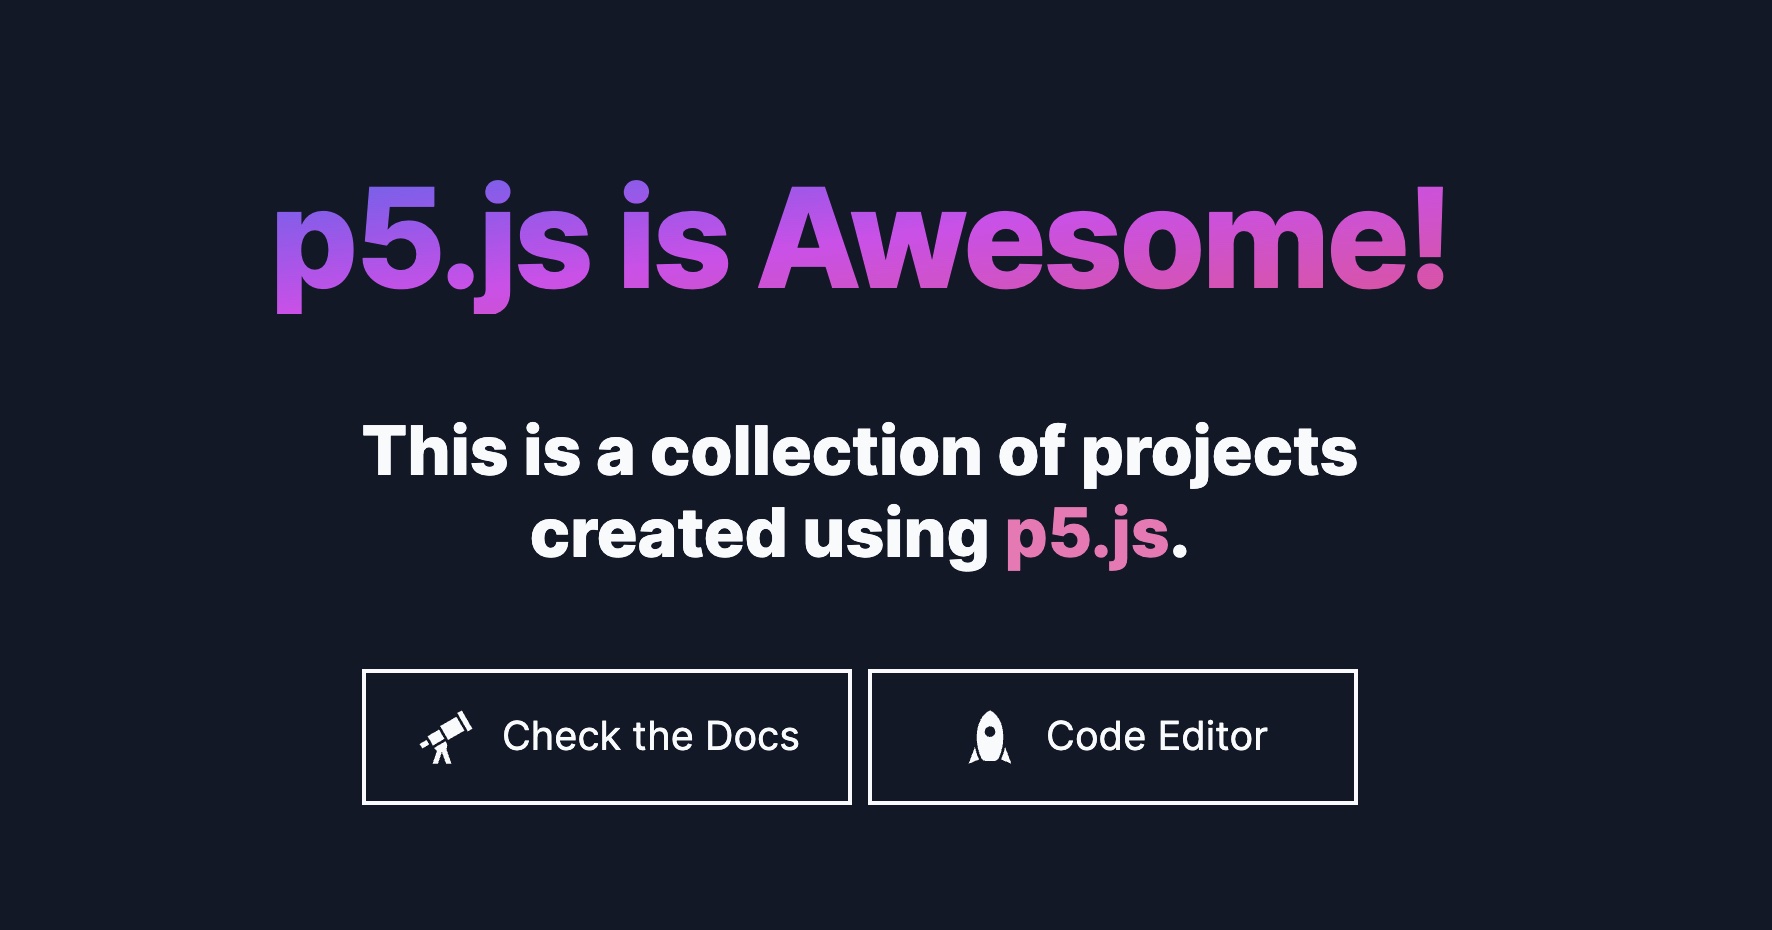 p5.js is Awesome!
This is a collection of projects
created using p5.js.
Check the Docs
Code Editor